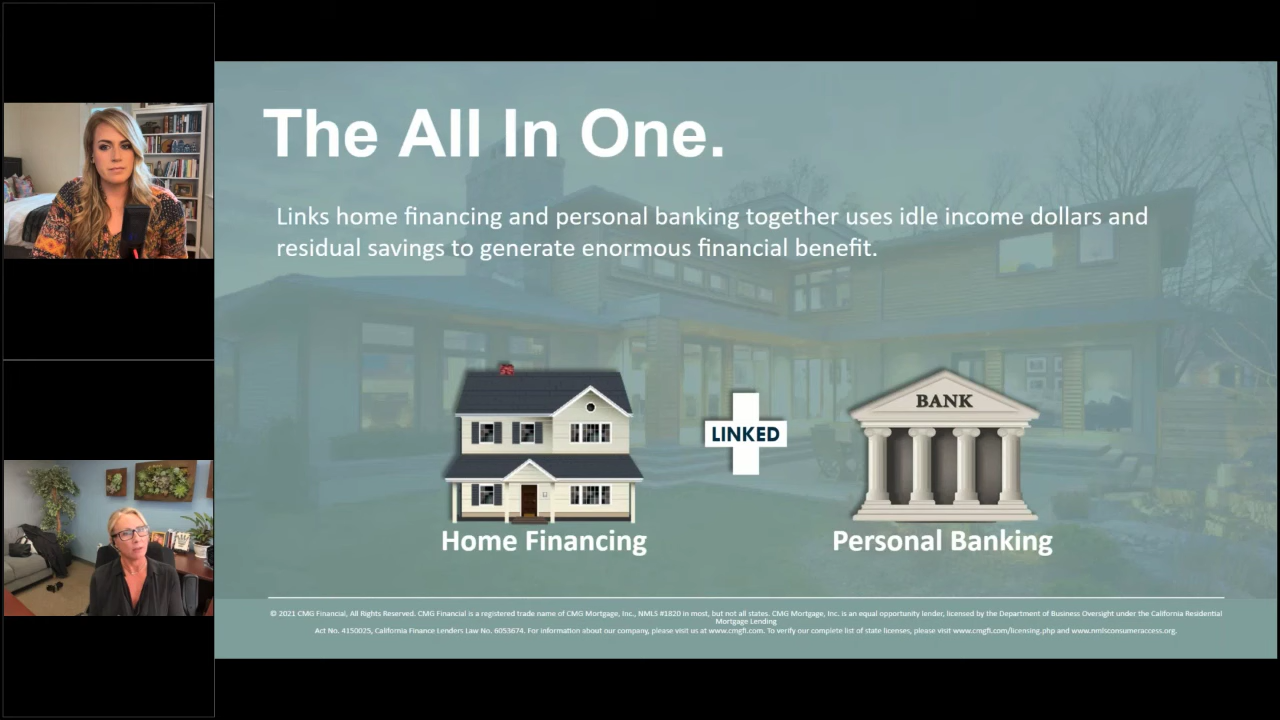 The All In One.
Links home financing and personal banking together uses idle income dollars and
residual savings to generate enormous financial benefit.
BANK
LINKED
Home Financing
Personal Banking
© 2021 CMG Financial, All Rights Reserved. CMG Financial is a registered trade name of CMG Mortgage, Inc., NMLS #1820 in most, but not all states. CMG Mortgage, Inc. is an equal opportunity lender, licensed by the Department of Business Oversight under the California Residential
Mortgage Lending
Act No. 4150025, California Finance Lenders Law No. 6053674. For information about our company, please visit us at www.cmgfi.com. To verify our complete list of state licenses, please visit www.cmgfi.com/licensing.php and www.nmlsconsumeraccess.org.